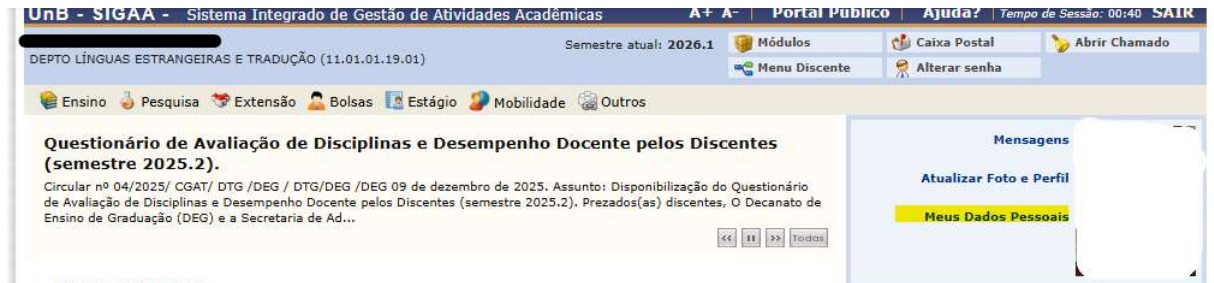 UnB - SIGAA - Sistema Integrado de Gestão de Atividades Acadêmicas A+ A- | Portal Público | Ajuda? | Tempo de Sessão: 00:40 SAIR
Semestre atual: 2026.1
DEPTO LÍNGUAS ESTRANGEIRAS E TRADUÇÃO (11.01.01.19.01)
Módulos Caixa Postal Abrir Chamado
Menu Discente Alterar senha
Ensino Pesquisa Extensão Bolsas Estágio Mobilidade Outros
Questionário de Avaliação de Disciplinas e Desempenho Docente pelos Discentes
(semestre 2025.2).
Circular nº 04/2025/ CGAT/ DTG /DEG / DTG/DEG /DEG 09 de dezembro de 2025. Assunto: Disponibilização do Questionário
de Avaliação de Disciplinas e Desempenho Docente pelos Discentes (semestre 2025.2). Prezados(as) discentes, O Decanato de
Ensino de Graduação (DEG) e a Secretaria de Ad...
<< II >> Todas
Mensagens
Atualizar Foto e Perfil
Meus Dados Pessoais